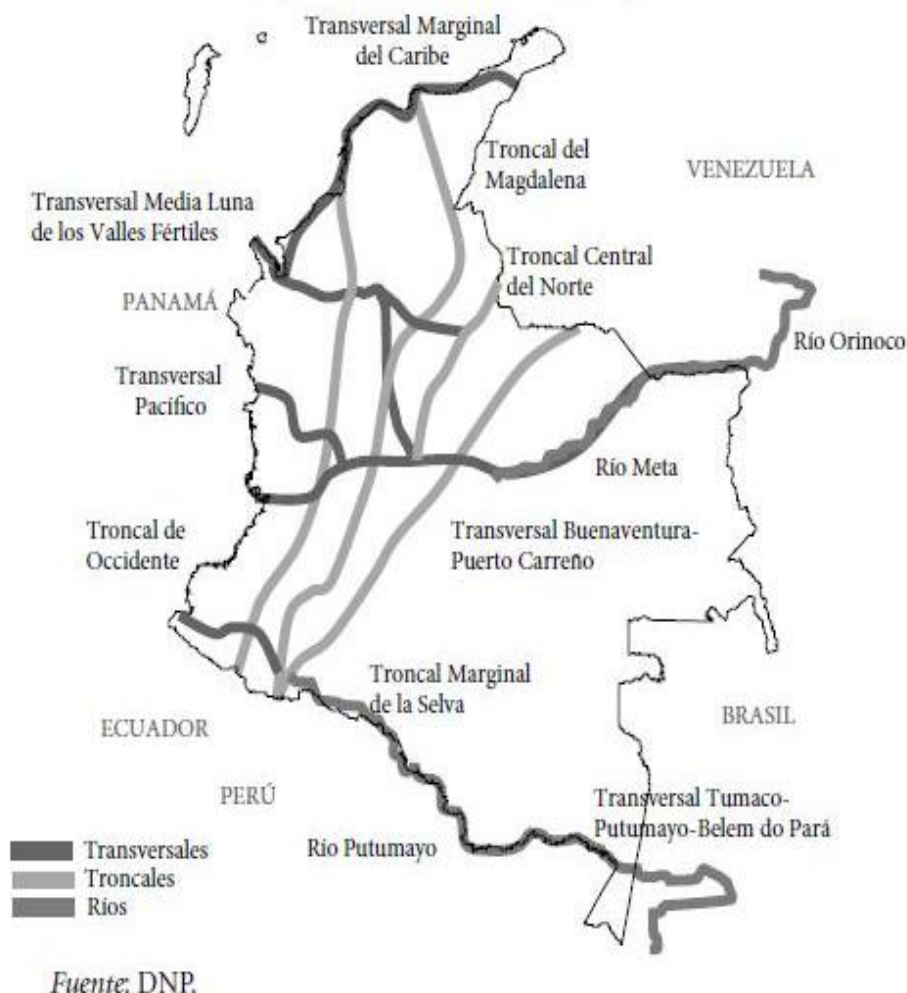 Transversal Marginal
del Caribe
Troncal del
Magdalena
VENEZUELA
Transversal Media Luna
de los Valles Fértiles
Troncal Central
del Norte
PANAMÁ
Río Orinoco
Transversal
Pacífico
Río Meta
Troncal de
Occidente
Transversal Buenaventura-
Puerto Carreño
Troncal Marginal
de la Selva
ECUADOR
BRASIL
PERÚ
Transversal Tumaco-
Putumayo-Belem do Pará
Río Putumayo
Transversales
Troncales
Ríos
Fuente: DNP.